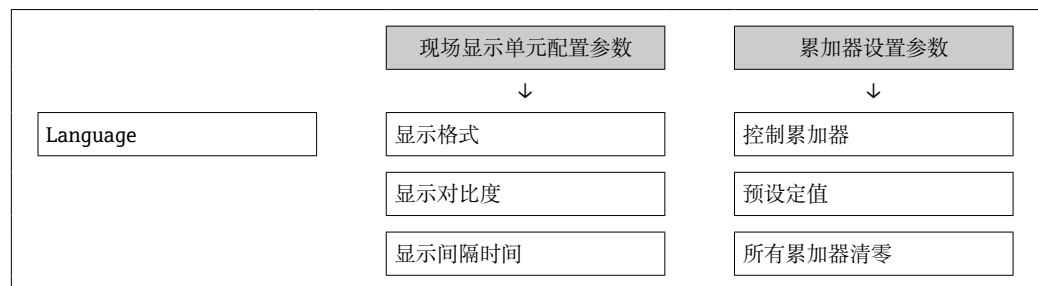 现场显示单元配置参数
累加器设置参数
↓
↓
Language
显示格式
控制累加器
显示对比度
预设定值
显示间隔时间
所有累加器清零